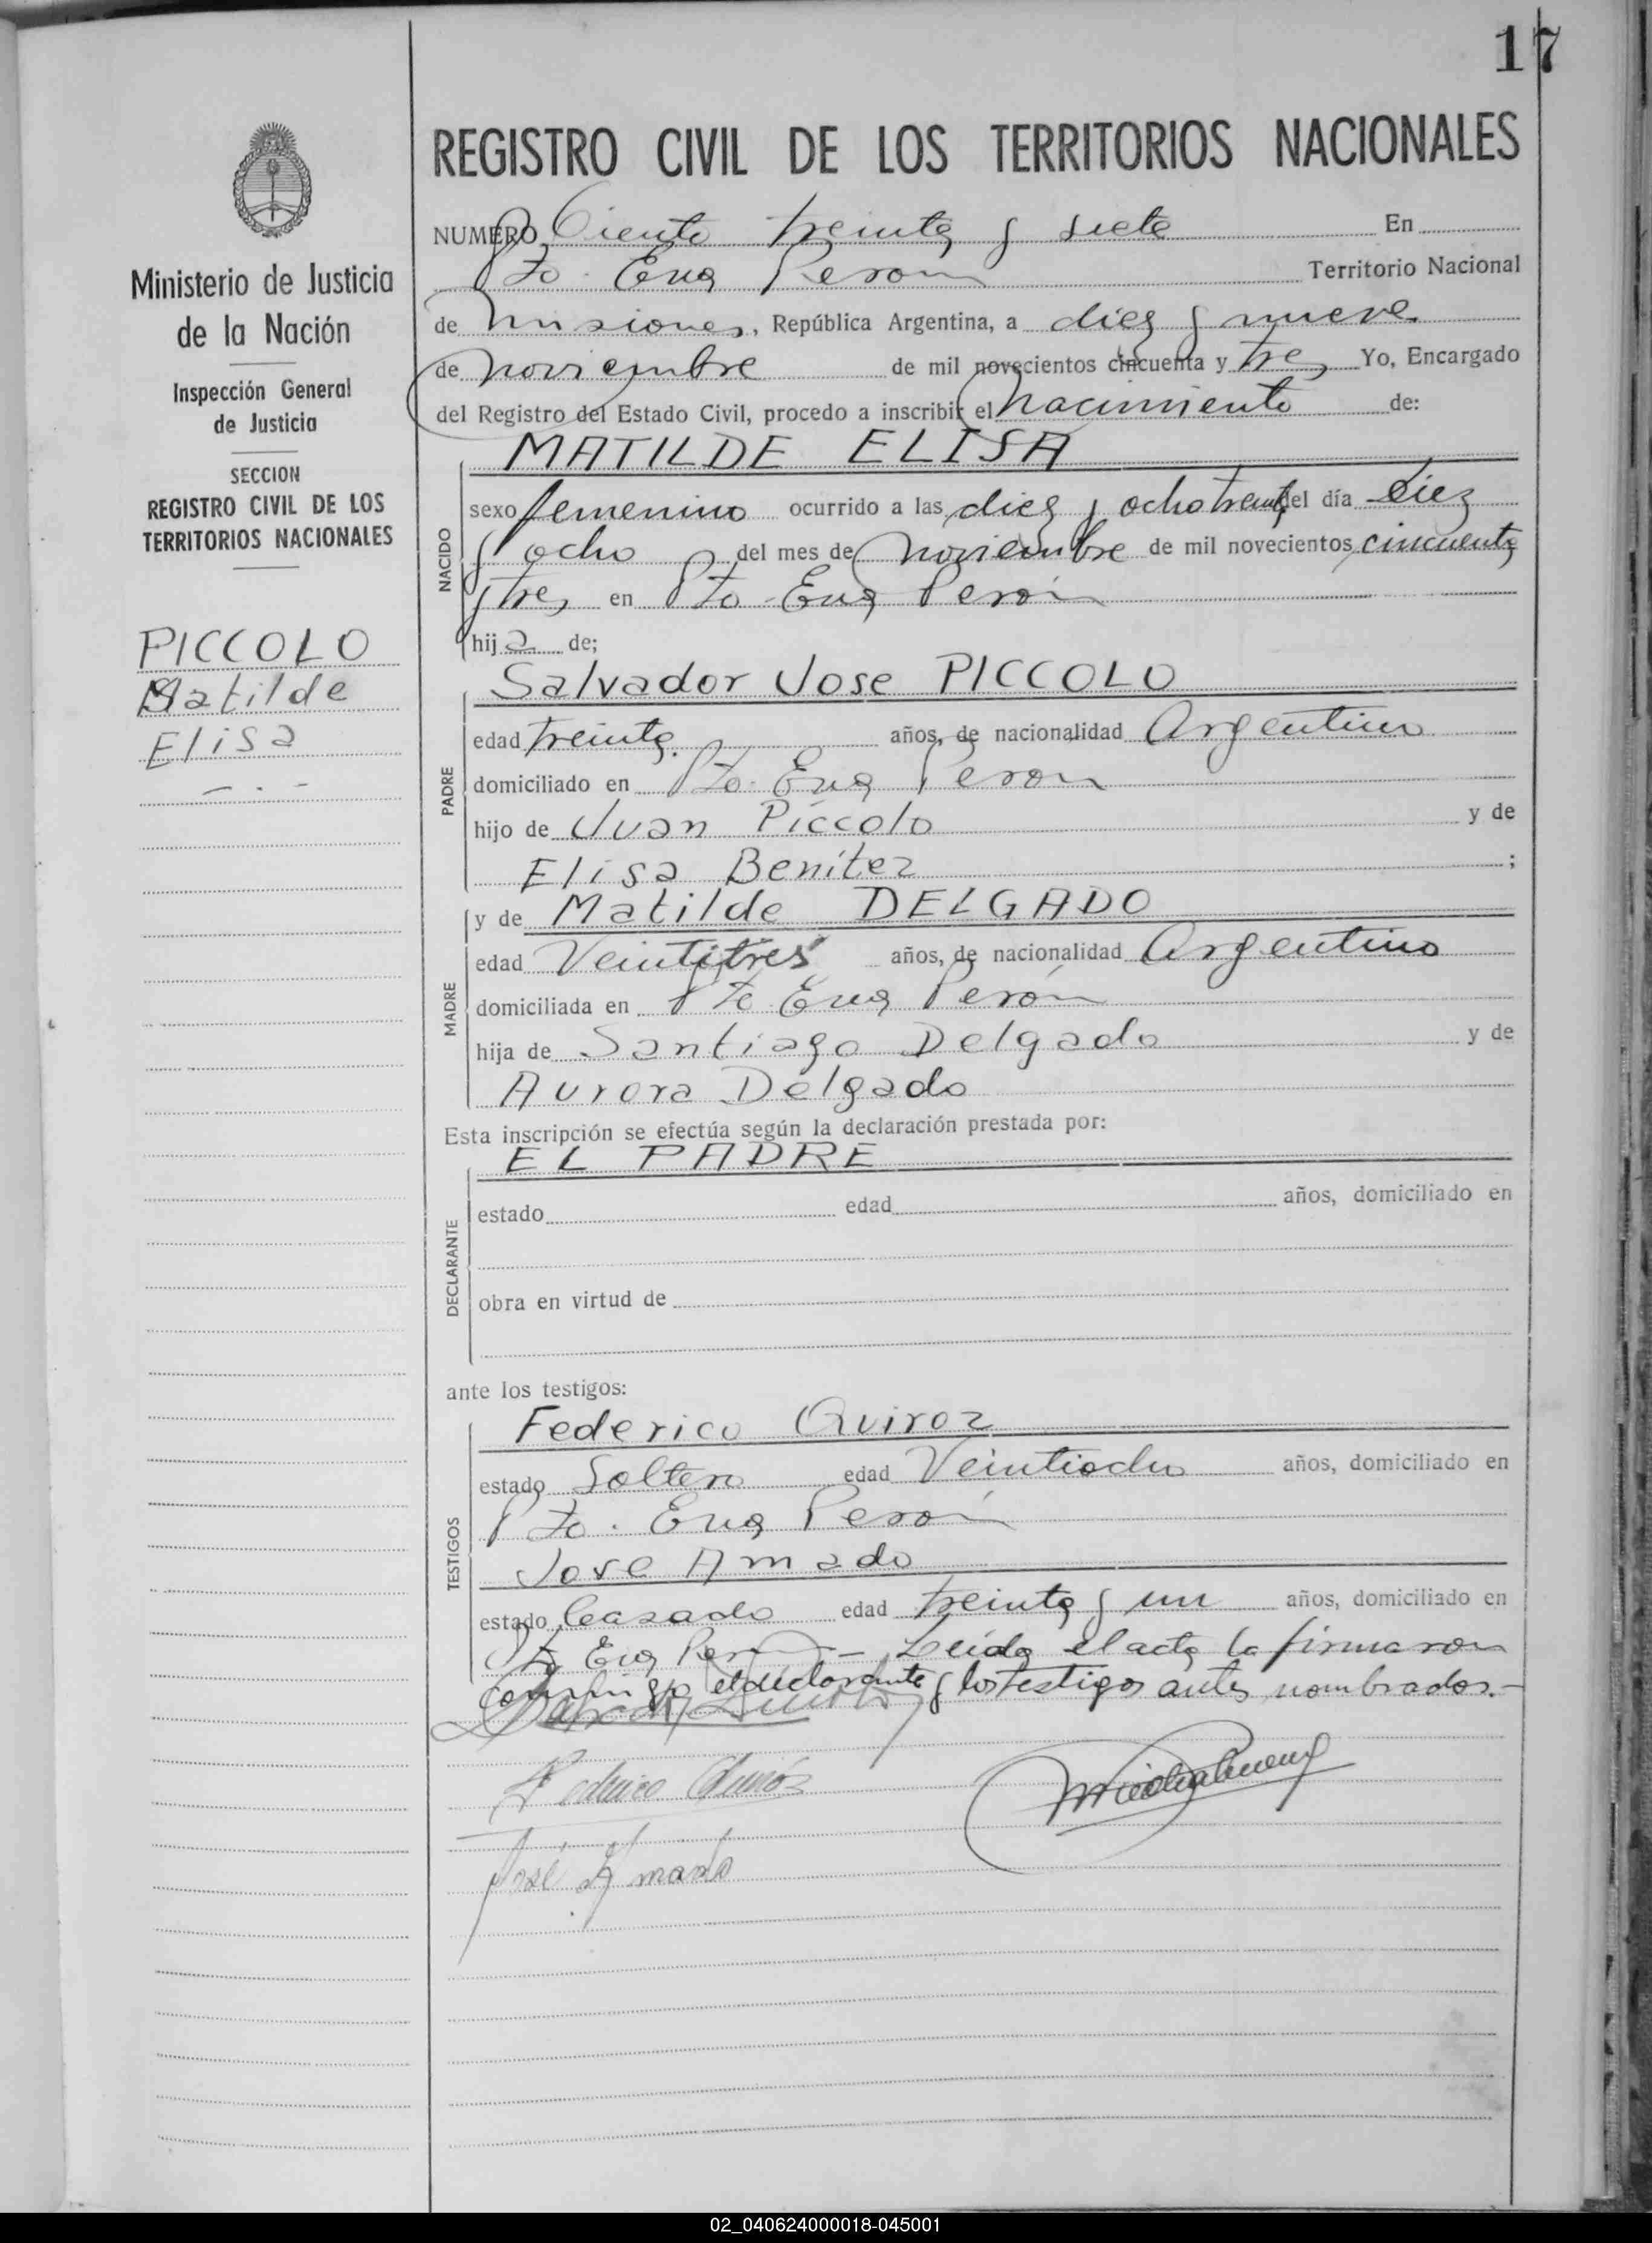 17
REGISTRO CIVIL DE LOS TERRITORIOS NACIONALES
Ministerio de Justicia
de la Nación
Inspección General
de Justicia
SECCION
REGISTRO CIVIL DE LOS
TERRITORIOS NACIONALES
PICCOLO
Matilde
Elisa
NUMERO Ciento treinta y siete En
Pto. Eva Peron Territorio Nacional
de Misiones, República Argentina, a diez y nueve
de noviembre de mil novecientos cincuenta y tres Yo, Encargado
del Registro del Estado Civil, procedo a inscribir el nacimiento de:
NACIDO
MATILDE ELISA
sexo femenino ocurrido a las diez y ocho treinta del día diez
y ocho del mes de noviembre de mil novecientos cincuenta
y tres en Pto. Eva Perón
hija de;
PADRE
Salvador Jose PICCOLO
edad treinta. años, de nacionalidad Argentino
domiciliado en Pto. Eva Peron
hijo de Juan Piccolo y de
Elisa Benitez ;
MADRE
y de Matilde DELGADO
edad Veintitres años, de nacionalidad Argentino
domiciliada en Pto Eva Perón
hija de Santiago Delgado y de
Aurora Delgado
Esta inscripción se efectúa según la declaración prestada por:
DECLARANTE
EL PADRE
estado edad años, domiciliado en
obra en virtud de
ante los testigos:
TESTIGOS
Federico Quiroz
estado Soltero edad Veintiocho años, domiciliado en
Pto. Eva Perón
Jose Amado
estado Casado edad treinta y un años, domiciliado en
Pto Eva Peron – Leida el acta la firmaron
conmigo el declarante y los testigos antes nombrados.-
José Amado
02_040624000018-045001